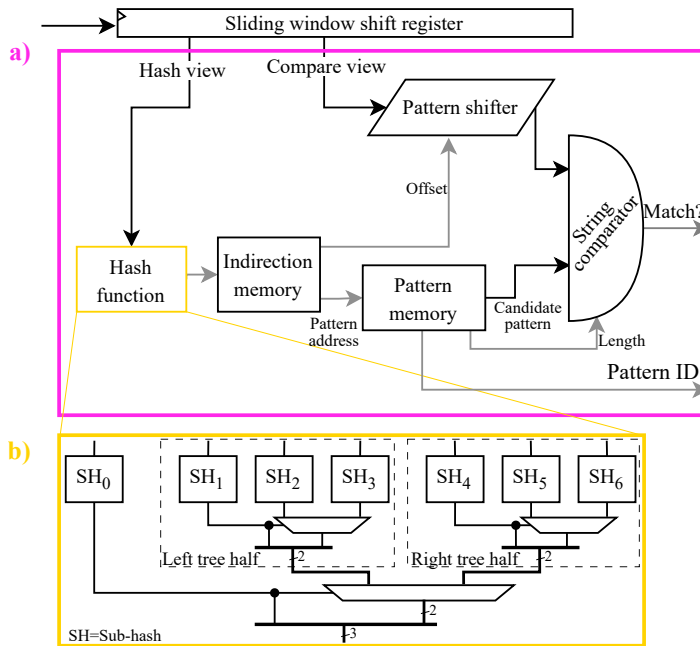 Sliding window shift register
a)
Hash view
Compare view
Pattern shifter
Offset
String
comparator
Match?
Hash
function
Indirection
memory
Pattern
address
Pattern
memory
Candidate
pattern
Length
Pattern ID
b)
SH0
SH1
SH2
SH3
SH4
SH5
SH6
Left tree half
2
Right tree half
2
2
SH=Sub-hash
3